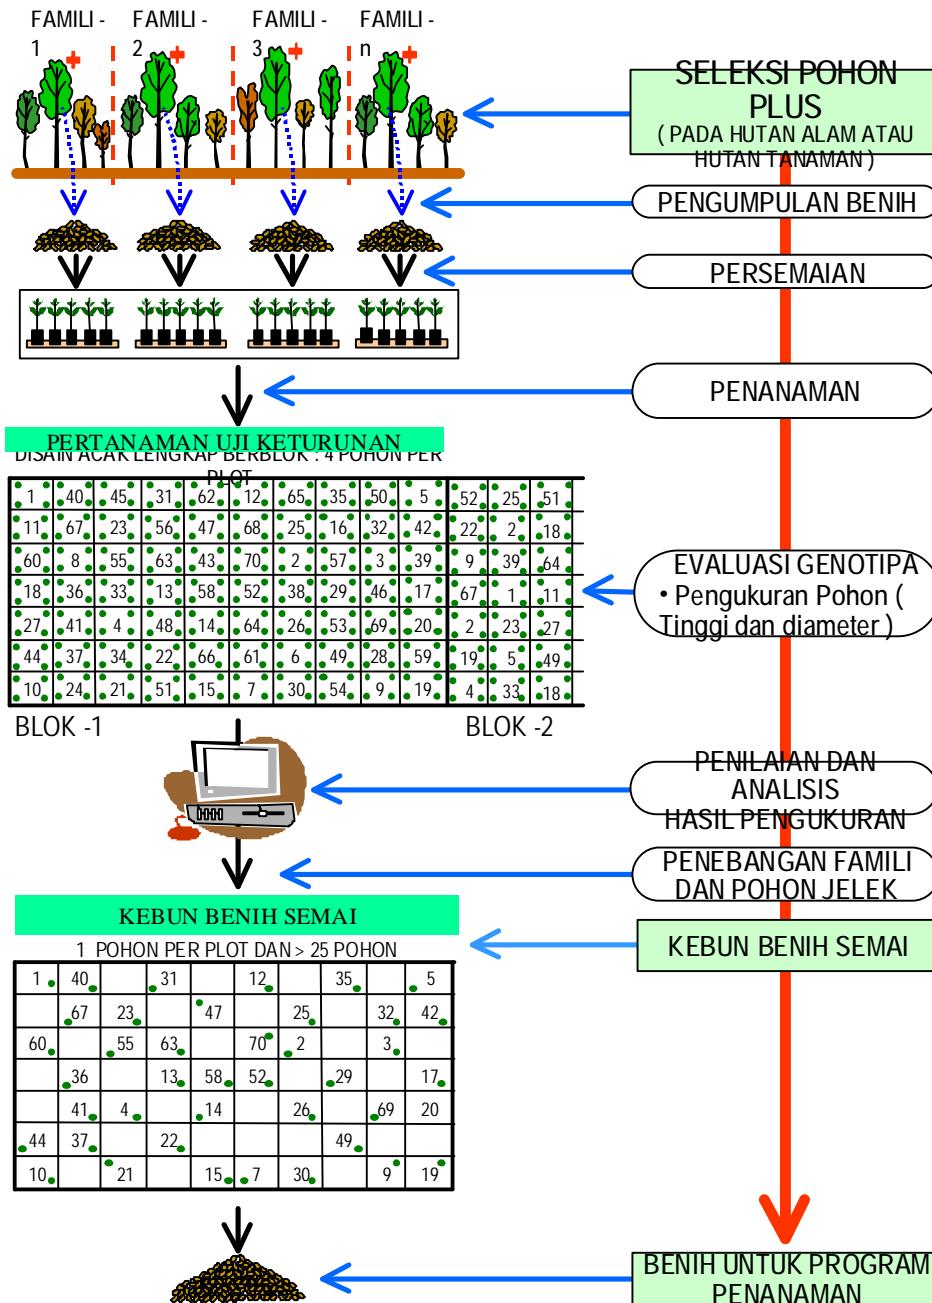 FAMILI - FAMILI - FAMILI - FAMILI -
1 2 3 n
SELEKSI POHON
PLUS
( PADA HUTAN ALAM ATAU
HUTAN TANAMAN )
PENGUMPULAN BENIH
PERSEMAIAN
PENANAMAN
PERTANAMAN UJI KETURUNAN
DISAIN ACAK LENGKAP BERBLOK : 4 POHON PER
PLOT
1 40 45 31 62 12 65 35 50 5 52 25 51
11 67 23 56 47 68 25 16 32 42 22 2 18
60 8 55 63 43 70 2 57 3 39 9 39 64
18 36 33 13 58 52 38 29 46 17 67 1 11
27 41 4 48 14 64 26 53 69 20 2 23 27
44 37 34 22 66 61 6 49 28 59 19 5 49
10 24 21 51 15 7 30 54 9 19 4 33 18
BLOK -1 BLOK -2
EVALUASI GENOTIPA
• Pengukuran Pohon (
Tinggi dan diameter )
PENILAIAN DAN
ANALISIS
HASIL PENGUKURAN
PENEBANGAN FAMILI
DAN POHON JELEK
KEBUN BENIH SEMAI
1 POHON PER PLOT DAN > 25 POHON
KEBUN BENIH SEMAI
1 40 31 12 35 5
67 23 47 25 32 42
60 55 63 70 2 3
36 13 58 52 29 17
41 4 14 26 69 20
44 37 22 49
10 21 15 7 30 9 19
BENIH UNTUK PROGRAM
PENANAMAN